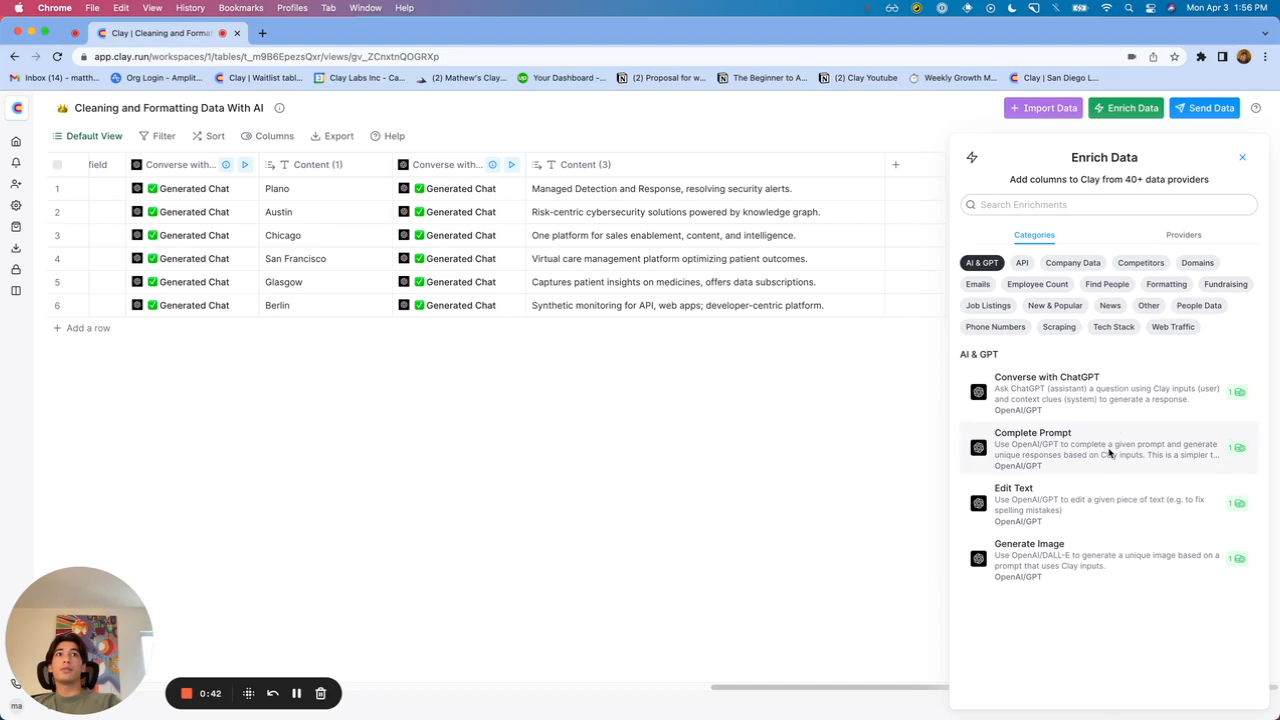 Chrome File Edit View History Bookmarks Profiles Tab Window Help Mon Apr 3 1:56 PM
Clay | Cleaning and Forma
app.clay.run/workspaces/1/tables/t_m9B6EpezsQxr/views/gv_ZCnxtnQOGRXp
Inbox (14) - matth... Org Login - Amplit... Clay | Waitlist tabl... Clay Labs Inc - Ca... (2) Mathew's Clay... Your Dashboard -... (2) Proposal for w... The Beginner to A... (2) Clay Youtube Weekly Growth M... Clay | San Diego L...
Cleaning and Formatting Data With AI
Import Data Enrich Data Send Data
Default View Filter Sort Columns Export Help
field Converse with... Content (1) Converse with... Content (3)
1 Generated Chat Plano Generated Chat Managed Detection and Response, resolving security alerts.
2 Generated Chat Austin Generated Chat Risk-centric cybersecurity solutions powered by knowledge graph.
3 Generated Chat Chicago Generated Chat One platform for sales enablement, content, and intelligence.
4 Generated Chat San Francisco Generated Chat Virtual care management platform optimizing patient outcomes.
5 Generated Chat Glasgow Generated Chat Captures patient insights on medicines, offers data subscriptions.
6 Generated Chat Berlin Generated Chat Synthetic monitoring for API, web apps; developer-centric platform.
+ Add a row
Enrich Data
Add columns to Clay from 40+ data providers
Search Enrichments
Categories Providers
AI & GPT API Company Data Competitors Domains
Emails Employee Count Find People Formatting Fundraising
Job Listings New & Popular News Other People Data
Phone Numbers Scraping Tech Stack Web Traffic
AI & GPT
Converse with ChatGPT
Ask ChatGPT (assistant) a question using Clay inputs (user)
and context clues (system) to generate a response.
1
OpenAI/GPT
Complete Prompt
Use OpenAI/GPT to complete a given prompt and generate
unique responses based on Clay inputs. This is a simpler t...
1
OpenAI/GPT
Edit Text
Use OpenAI/GPT to edit a given piece of text (e.g. to fix
spelling mistakes)
1
OpenAI/GPT
Generate Image
Use OpenAI/DALL-E to generate a unique image based on a
prompt that uses Clay inputs.
1
OpenAI/GPT
0:42
ma